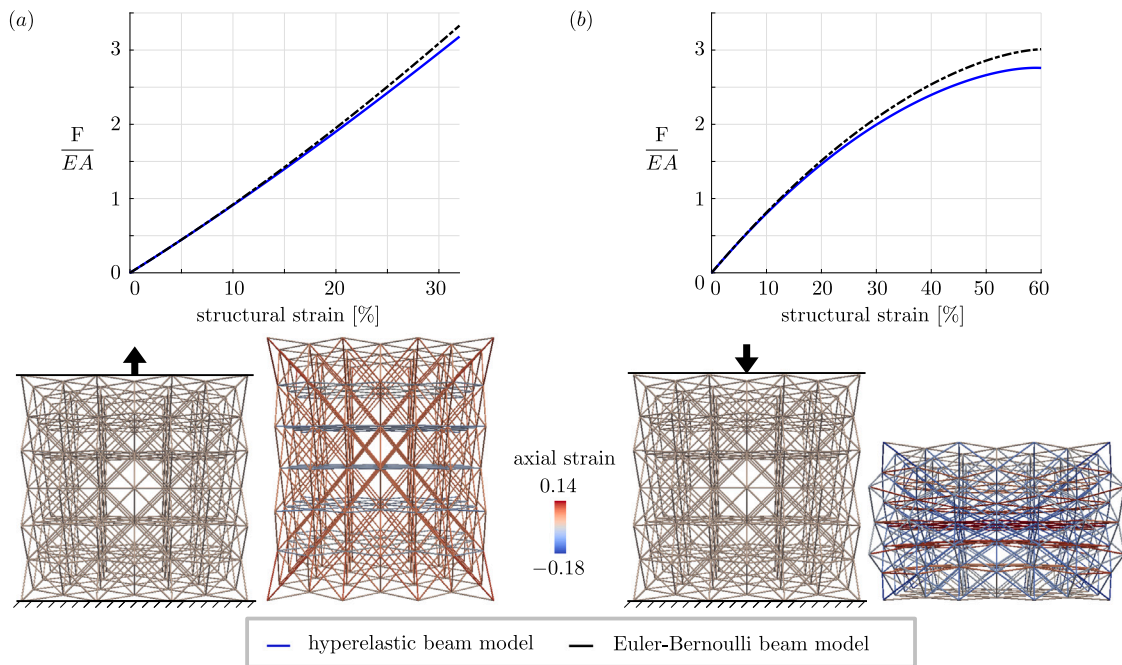 (a)
3
2
1
0
F
EA
0 10 20 30
structural strain [%]
(b)
3
2
1
0
F
EA
0 10 20 30 40 50 60
structural strain [%]
axial strain
0.14
−0.18
hyperelastic beam model
Euler-Bernoulli beam model